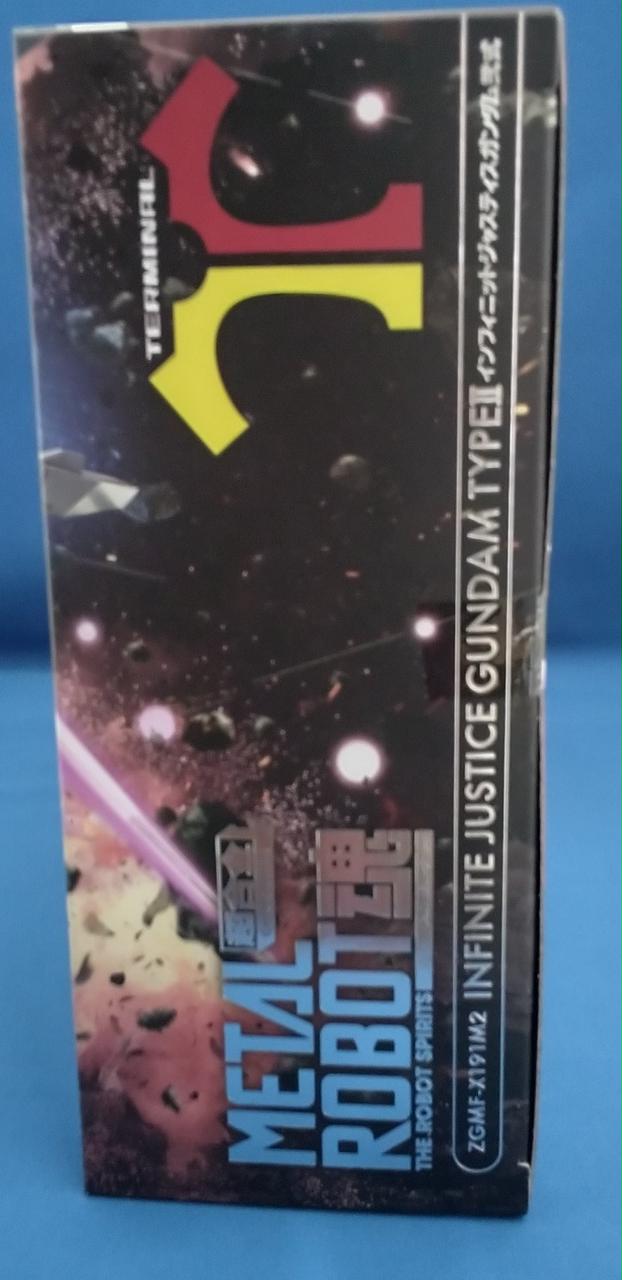 TERMINAL
超合金
METAL
ROBOT魂
THE ROBOT SPIRITS
ZGMF-X191M2 INFINITE JUSTICE GUNDAM TYPEⅡ インフィニットジャスティスガンダム弐式